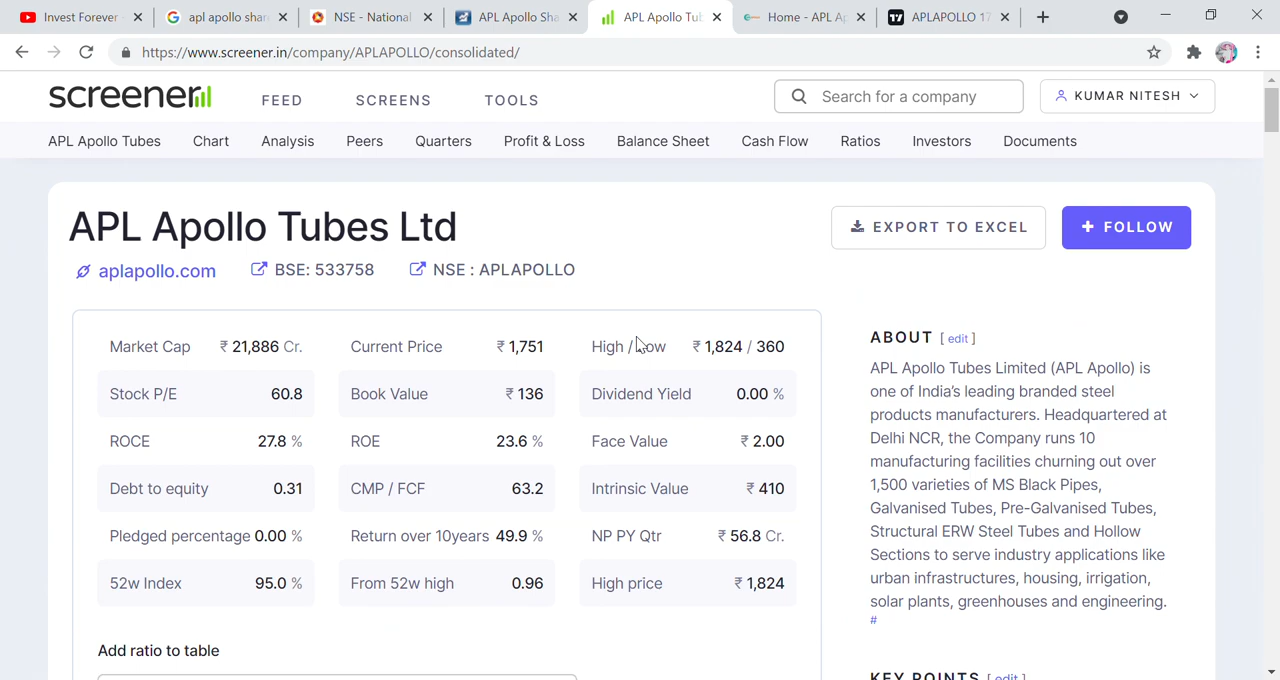 Invest Forever
apl apollo shar
NSE - National
APL Apollo Sha
APL Apollo Tub
Home - APL Ap
APLAPOLLO 17
https://www.screener.in/company/APLAPOLLO/consolidated/
screener
FEED
SCREENS
TOOLS
Search for a company
KUMAR NITESH
APL Apollo Tubes
Chart
Analysis
Peers
Quarters
Profit & Loss
Balance Sheet
Cash Flow
Ratios
Investors
Documents
APL Apollo Tubes Ltd
EXPORT TO EXCEL
FOLLOW
aplapollo.com
BSE: 533758
NSE : APLAPOLLO
Market Cap ₹ 21,886 Cr.
Current Price ₹ 1,751
High / Low ₹ 1,824 / 360
Stock P/E 60.8
Book Value ₹ 136
Dividend Yield 0.00 %
ROCE 27.8 %
ROE 23.6 %
Face Value ₹ 2.00
Debt to equity 0.31
CMP / FCF 63.2
Intrinsic Value ₹ 410
Pledged percentage 0.00 %
Return over 10years 49.9 %
NP PY Qtr ₹ 56.8 Cr.
52w Index 95.0 %
From 52w high 0.96
High price ₹ 1,824
Add ratio to table
ABOUT [ edit ]
APL Apollo Tubes Limited (APL Apollo) is
one of India's leading branded steel
products manufacturers. Headquartered at
Delhi NCR, the Company runs 10
manufacturing facilities churning out over
1,500 varieties of MS Black Pipes,
Galvanised Tubes, Pre-Galvanised Tubes,
Structural ERW Steel Tubes and Hollow
Sections to serve industry applications like
urban infrastructures, housing, irrigation,
solar plants, greenhouses and engineering.
#
KEY POINTS [ edit ]